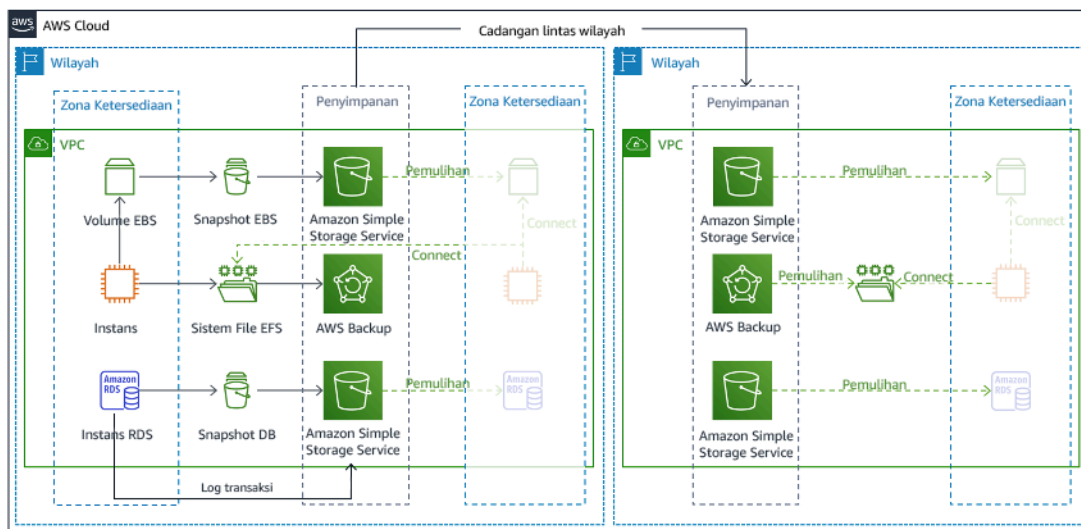 aws
AWS Cloud
Cadangan lintas wilayah
Wilayah
Wilayah
Zona Ketersediaan
Penyimpanan
Zona Ketersediaan
Penyimpanan
Zona Ketersediaan
VPC
VPC
Pemulihan
Pemulihan
Volume EBS
Snapshot EBS
Amazon Simple
Storage Service
Connect
Amazon Simple
Storage Service
Connect
Connect
Pemulihan
Connect
Instans
Sistem File EFS
AWS Backup
AWS Backup
Amazon
RDS
Pemulihan
Amazon
RDS
Pemulihan
Amazon
RDS
Instans RDS
Snapshot DB
Amazon Simple
Storage Service
Amazon Simple
Storage Service
Log transaksi